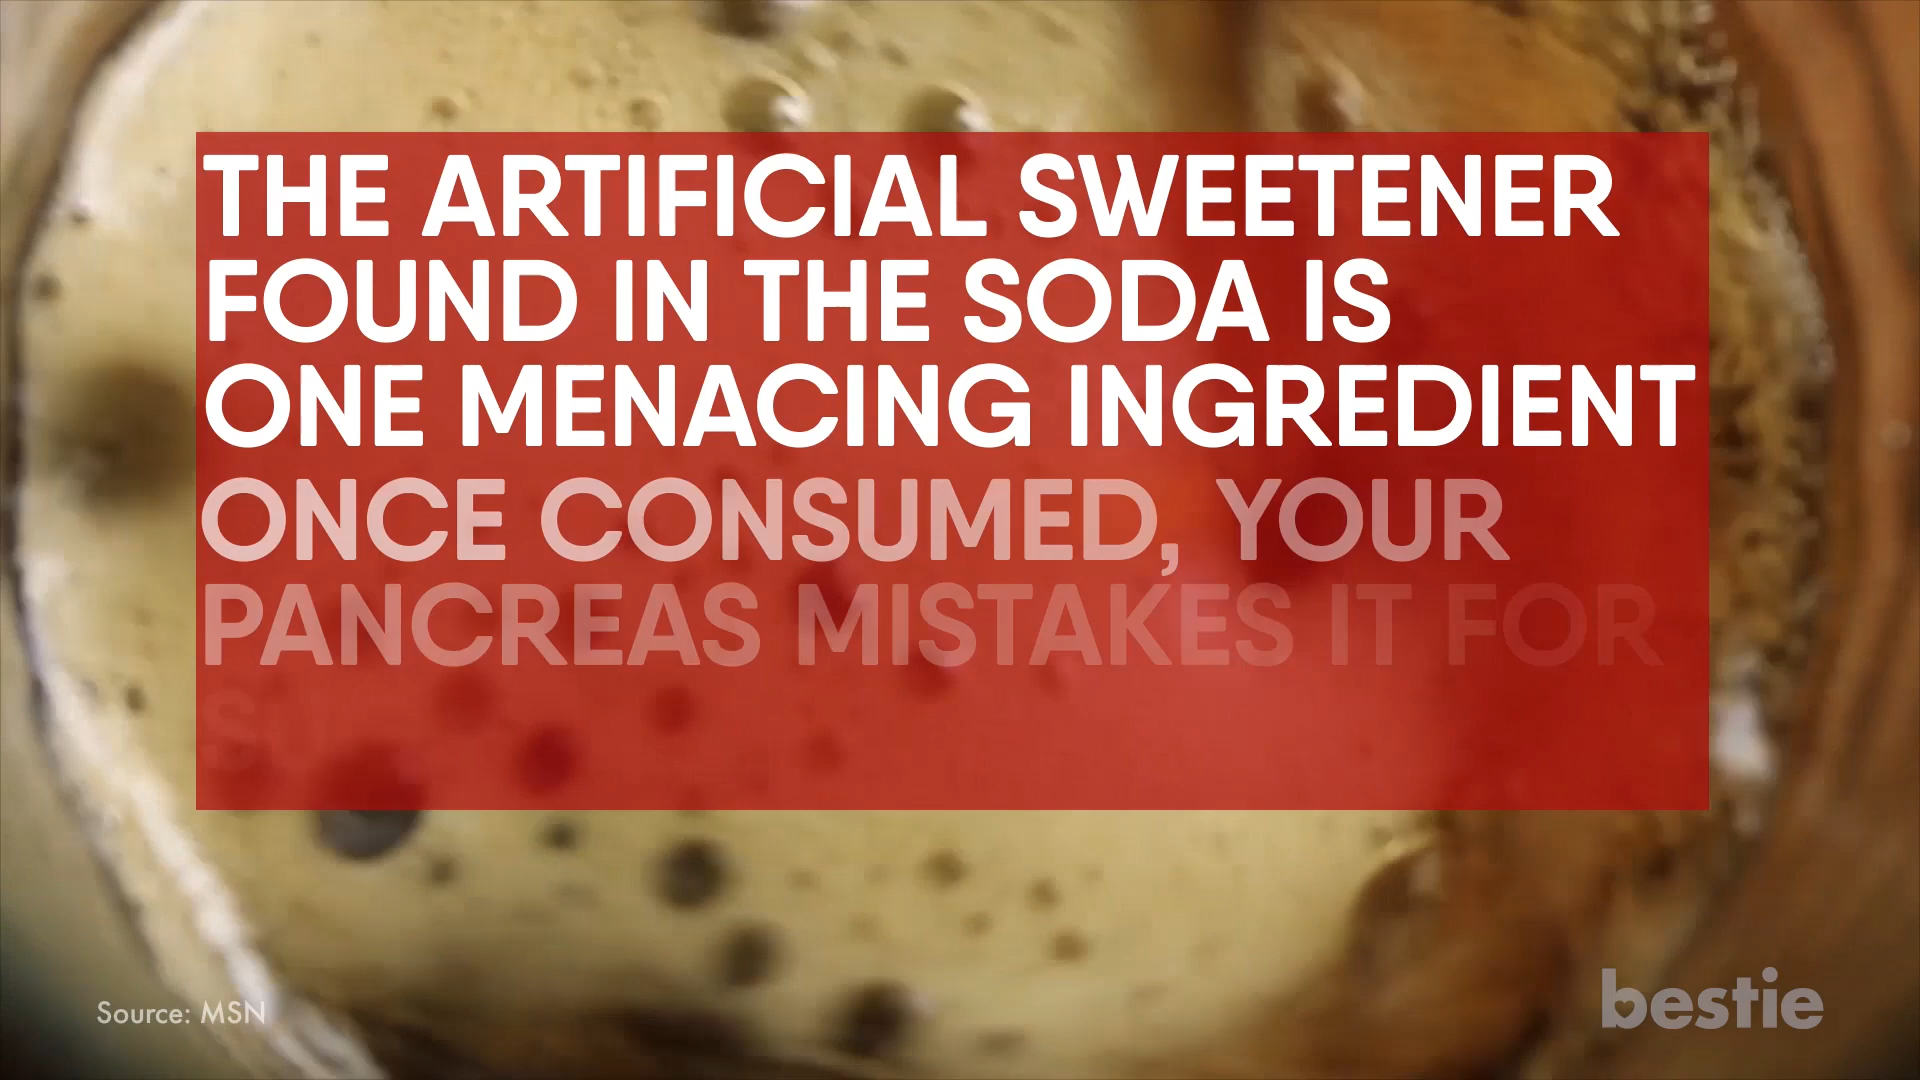 THE ARTIFICIAL SWEETENER
FOUND IN THE SODA IS
ONE MENACING INGREDIENT
ONCE CONSUMED, YOUR
PANCREAS MISTAKES IT FOR
Source: MSN
bestie